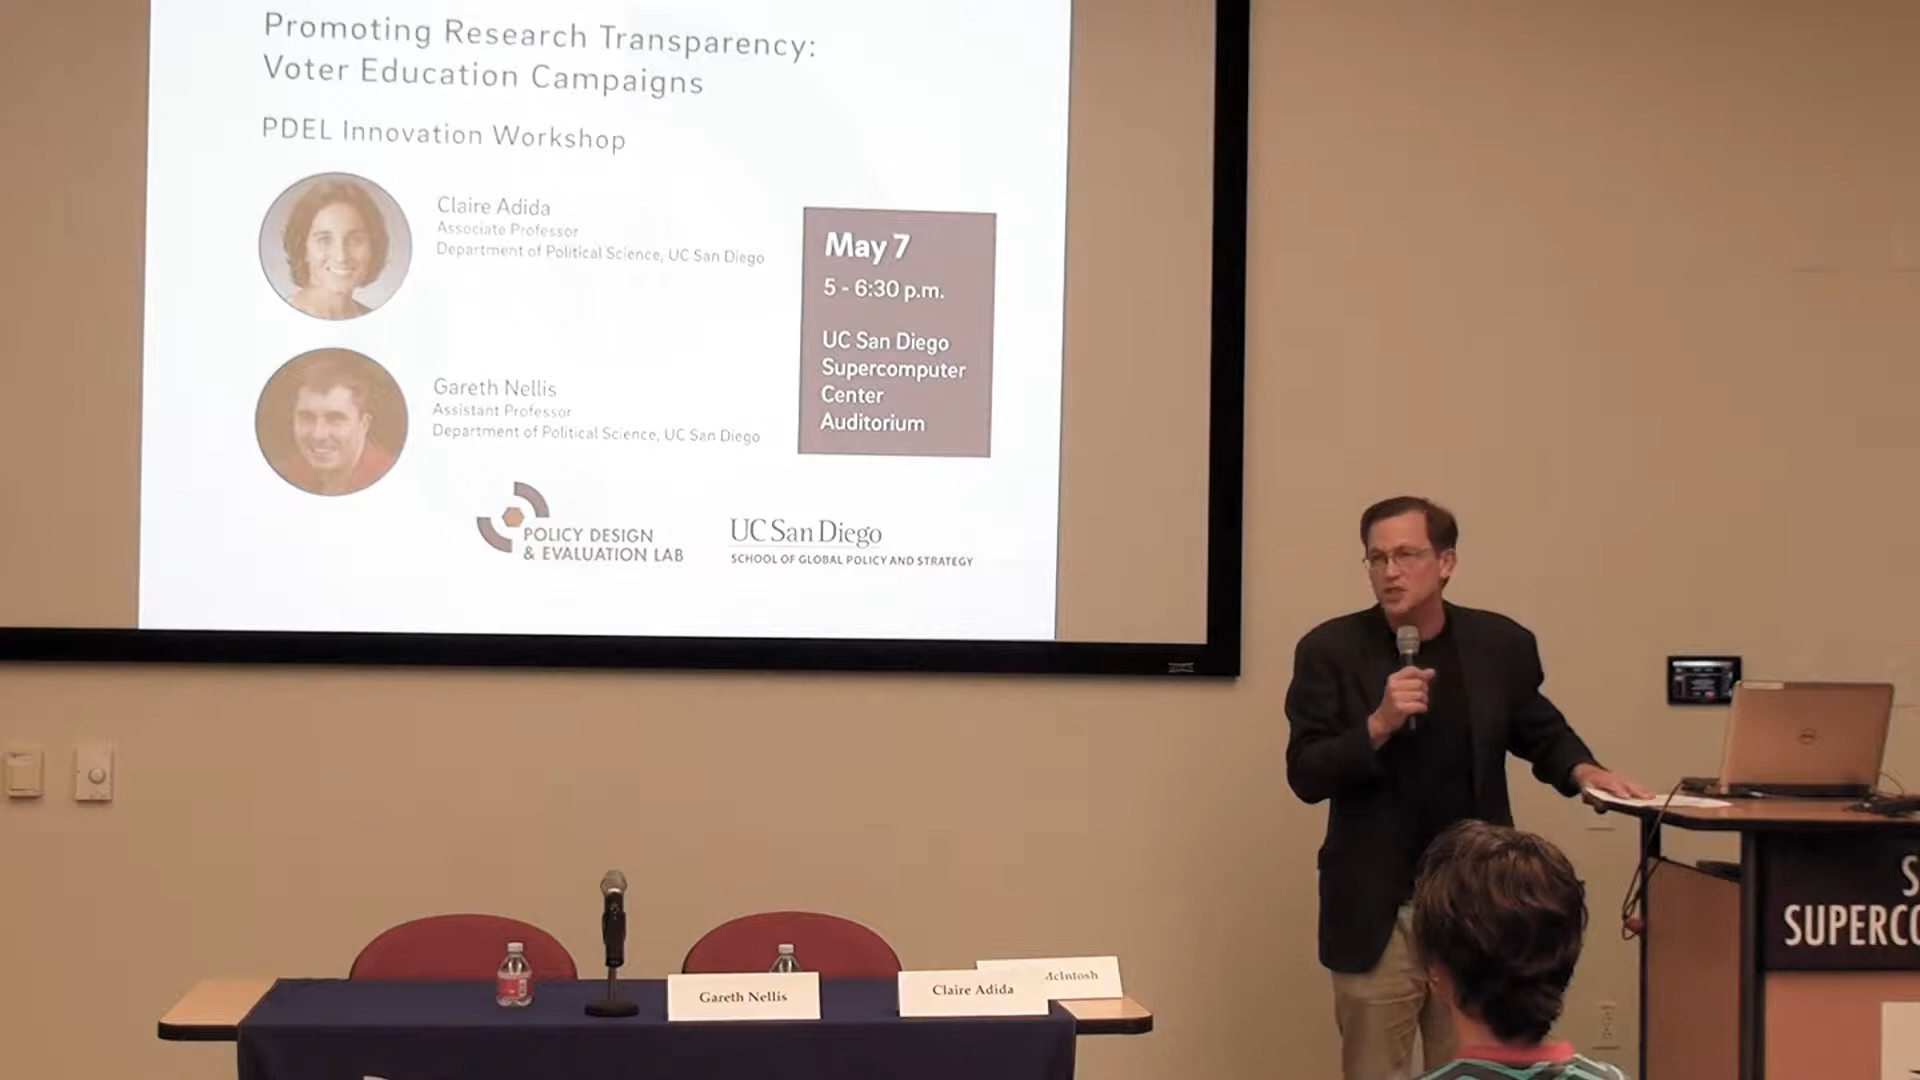 Promoting Research Transparency:
Voter Education Campaigns
PDEL Innovation Workshop
Claire Adida
Associate Professor
Department of Political Science, UC San Diego
May 7
5 - 6:30 p.m.
UC San Diego
Supercomputer
Center
Auditorium
Gareth Nellis
Assistant Professor
Department of Political Science, UC San Diego
POLICY DESIGN
& EVALUATION LAB
UC San Diego
SCHOOL OF GLOBAL POLICY AND STRATEGY
DELL
S
SUPERCO
McIntosh
Gareth Nellis
Claire Adida